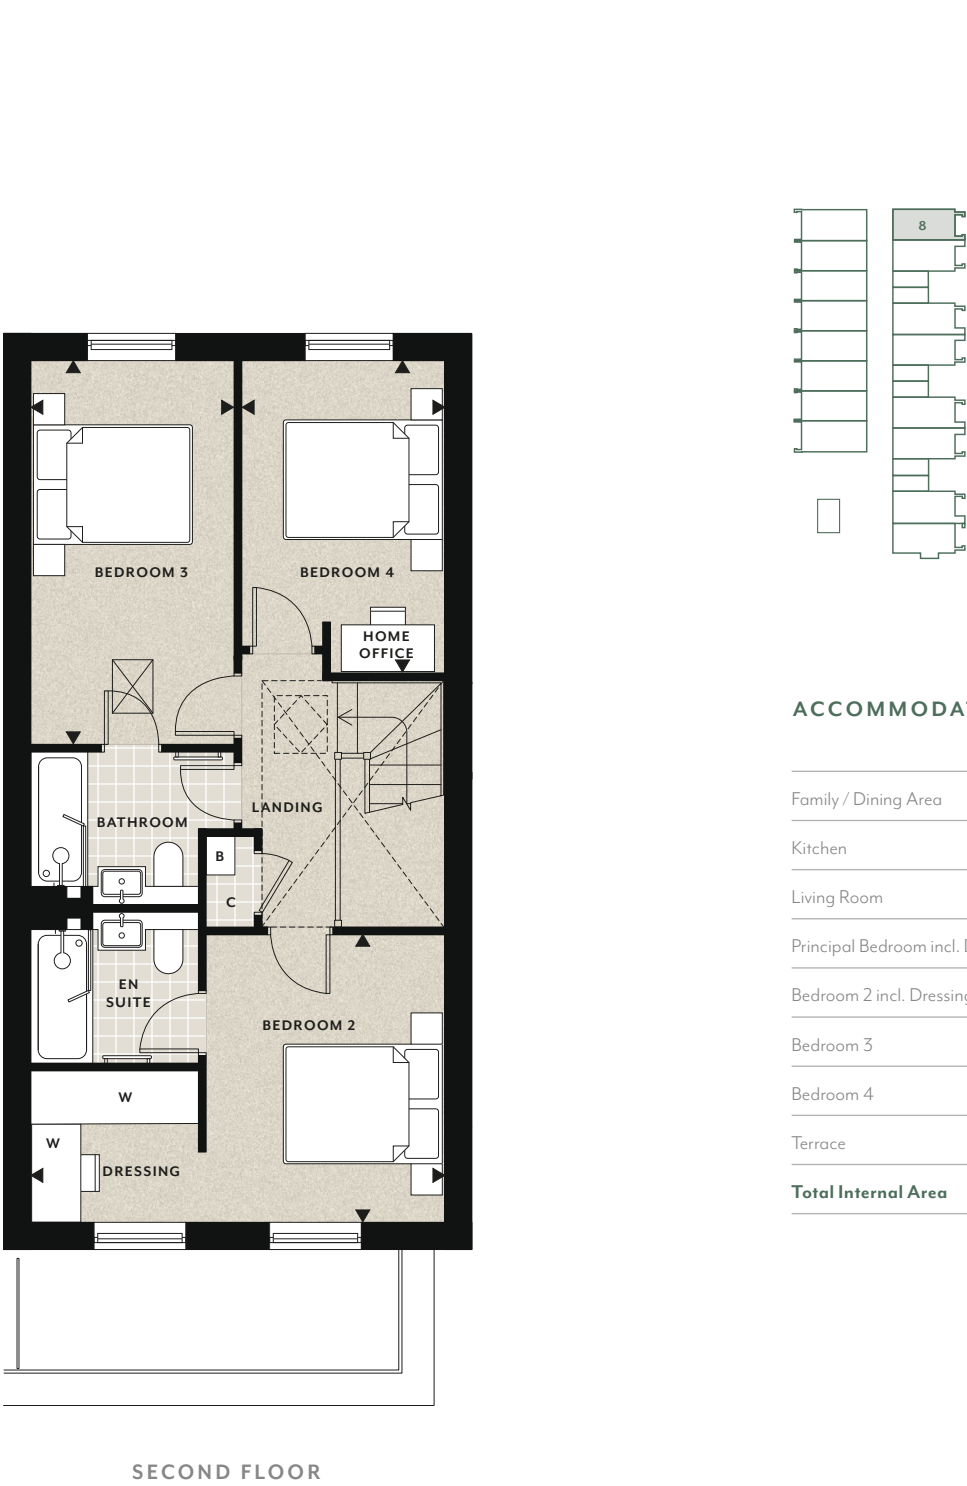 8
BEDROOM 3
BEDROOM 4
HOME
OFFICE
LANDING
BATHROOM
B
C
EN
SUITE
BEDROOM 2
W
W
DRESSING
SECOND FLOOR
ACCOMMODA
Family / Dining Area
Kitchen
Living Room
Principal Bedroom incl.
Bedroom 2 incl. Dressing
Bedroom 3
Bedroom 4
Terrace
Total Internal Area